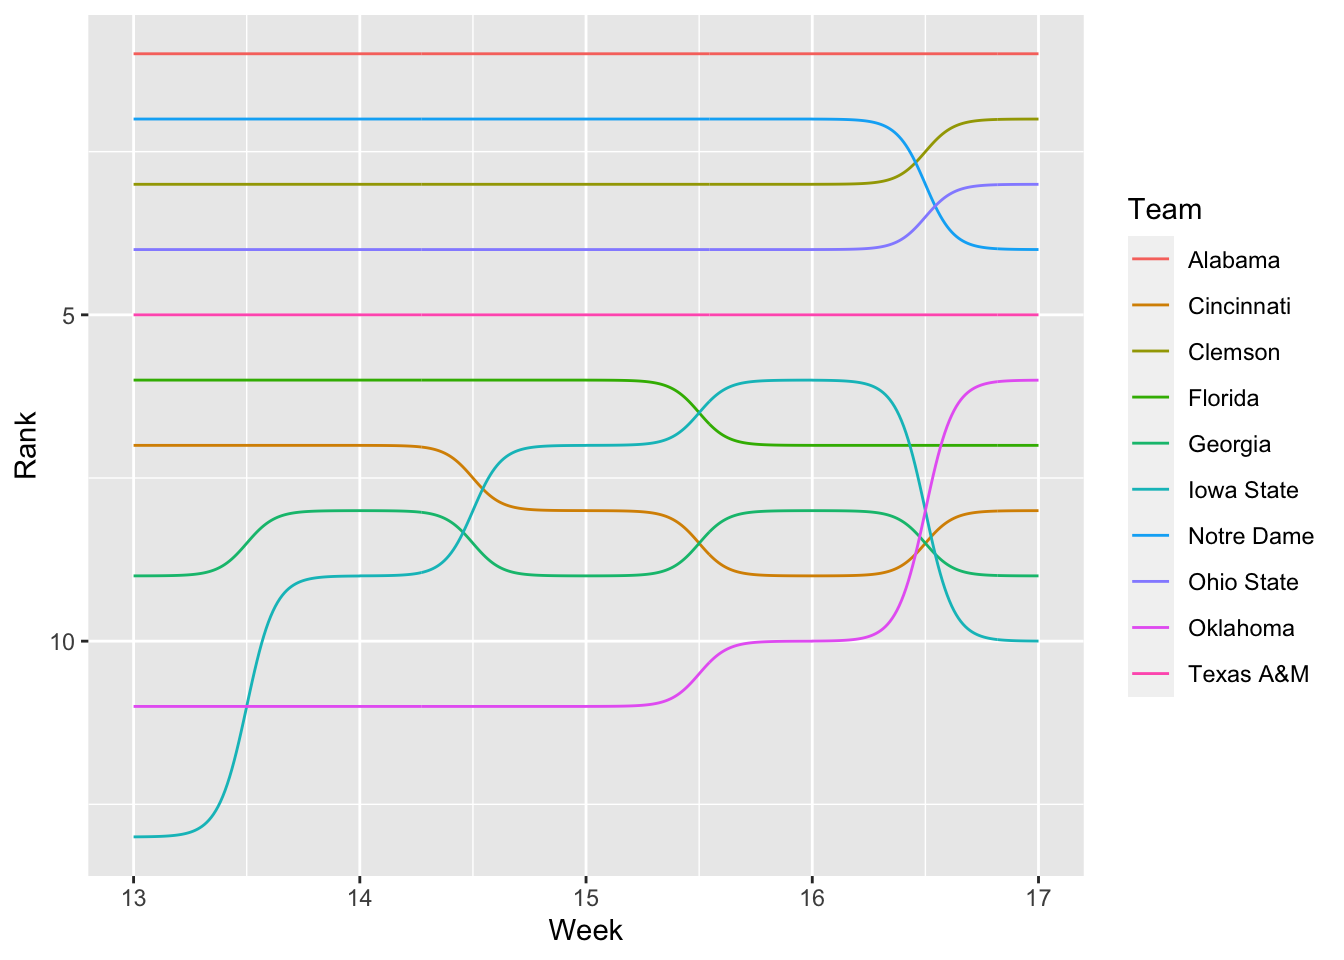 Rank
5
10
13 14 15 16 17
Week
Team
Alabama
Cincinnati
Clemson
Florida
Georgia
Iowa State
Notre Dame
Ohio State
Oklahoma
Texas A&M